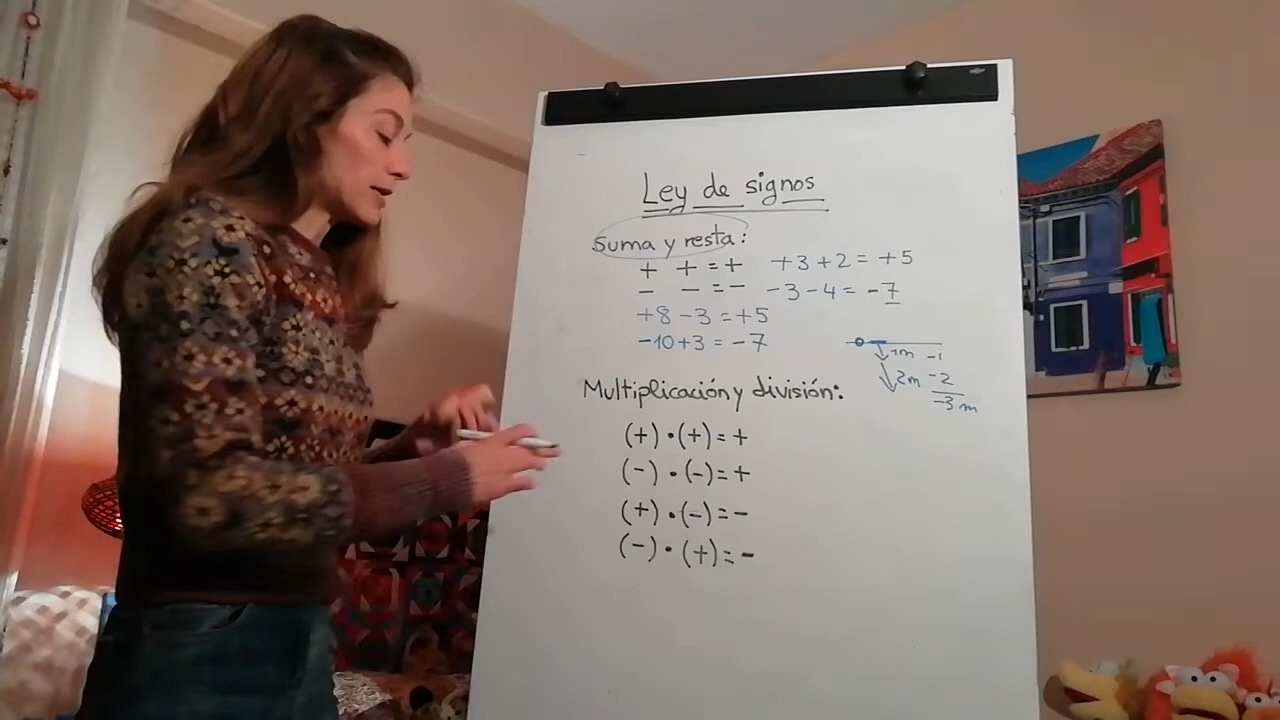 Ley de signos
Suma y resta:
+ + = + +3+2 = +5
- - = - -3-4 = -7
+8-3 = +5
-10+3 = -7
1m -1
2m -2
-3m
Multiplicación y división:
(+)·(+) = +
(-)·(-) = +
(+)·(-) = -
(-)·(+) = -